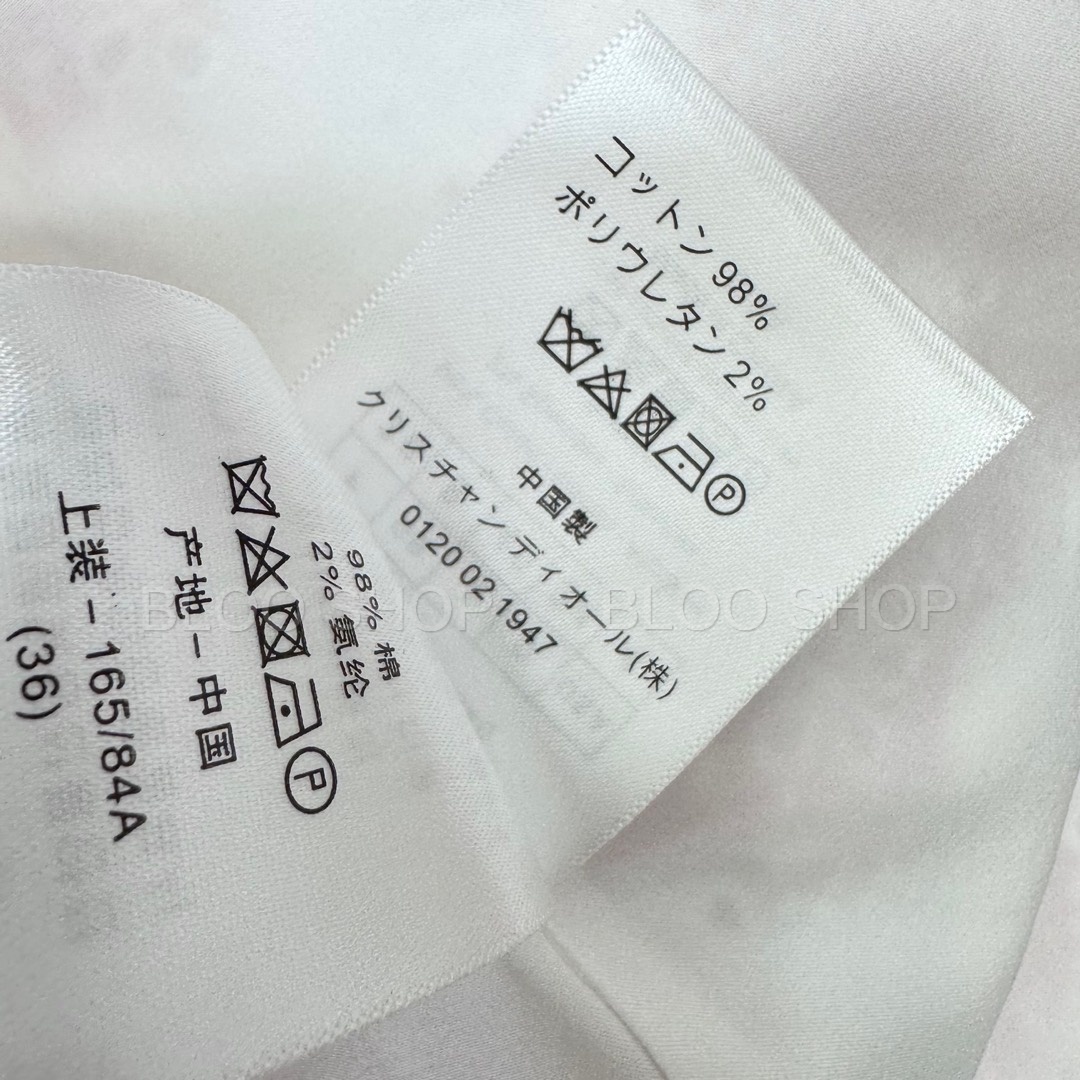 コットン 98%
ポリウレタン 2%
P
中国製
クリスチャン ディオール(株)
0120 02 1947
98% 棉
2% 氨纶
P
产地 – 中国
上装 – 165/84A
(36)
BLOO SHOP
BLOO SHOP